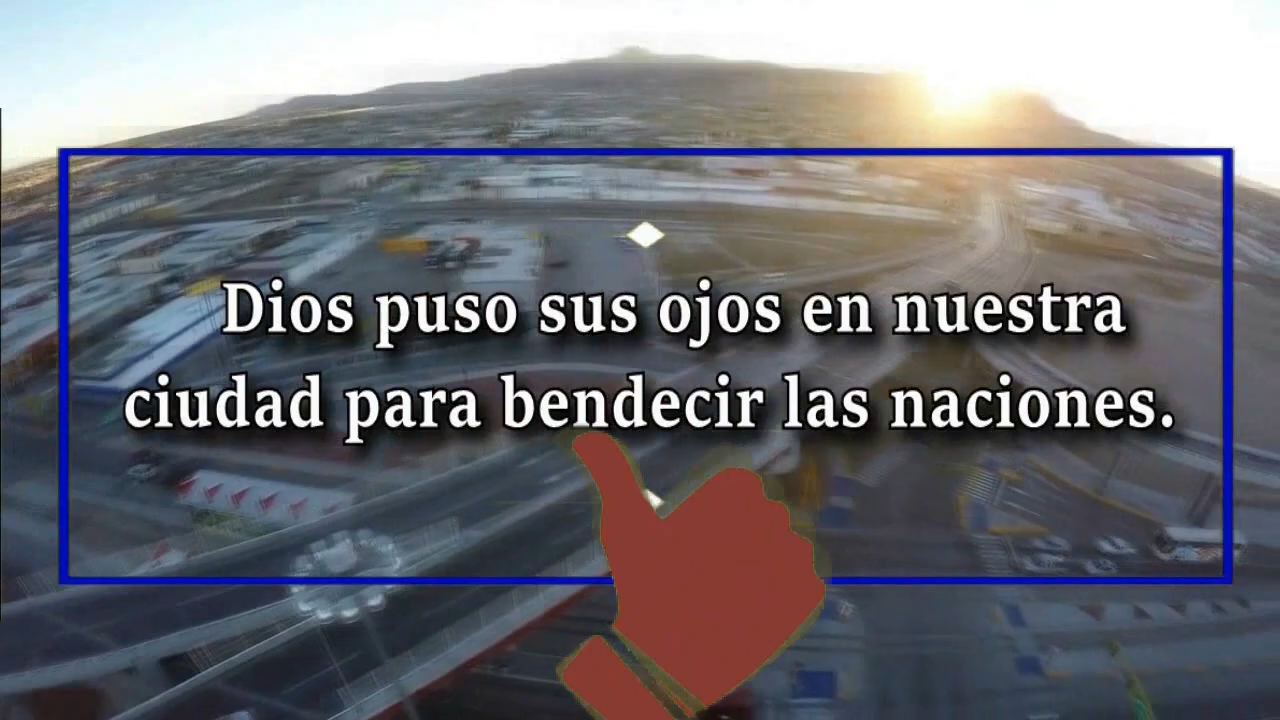 Dios puso sus ojos en nuestra
ciudad para bendecir las naciones.